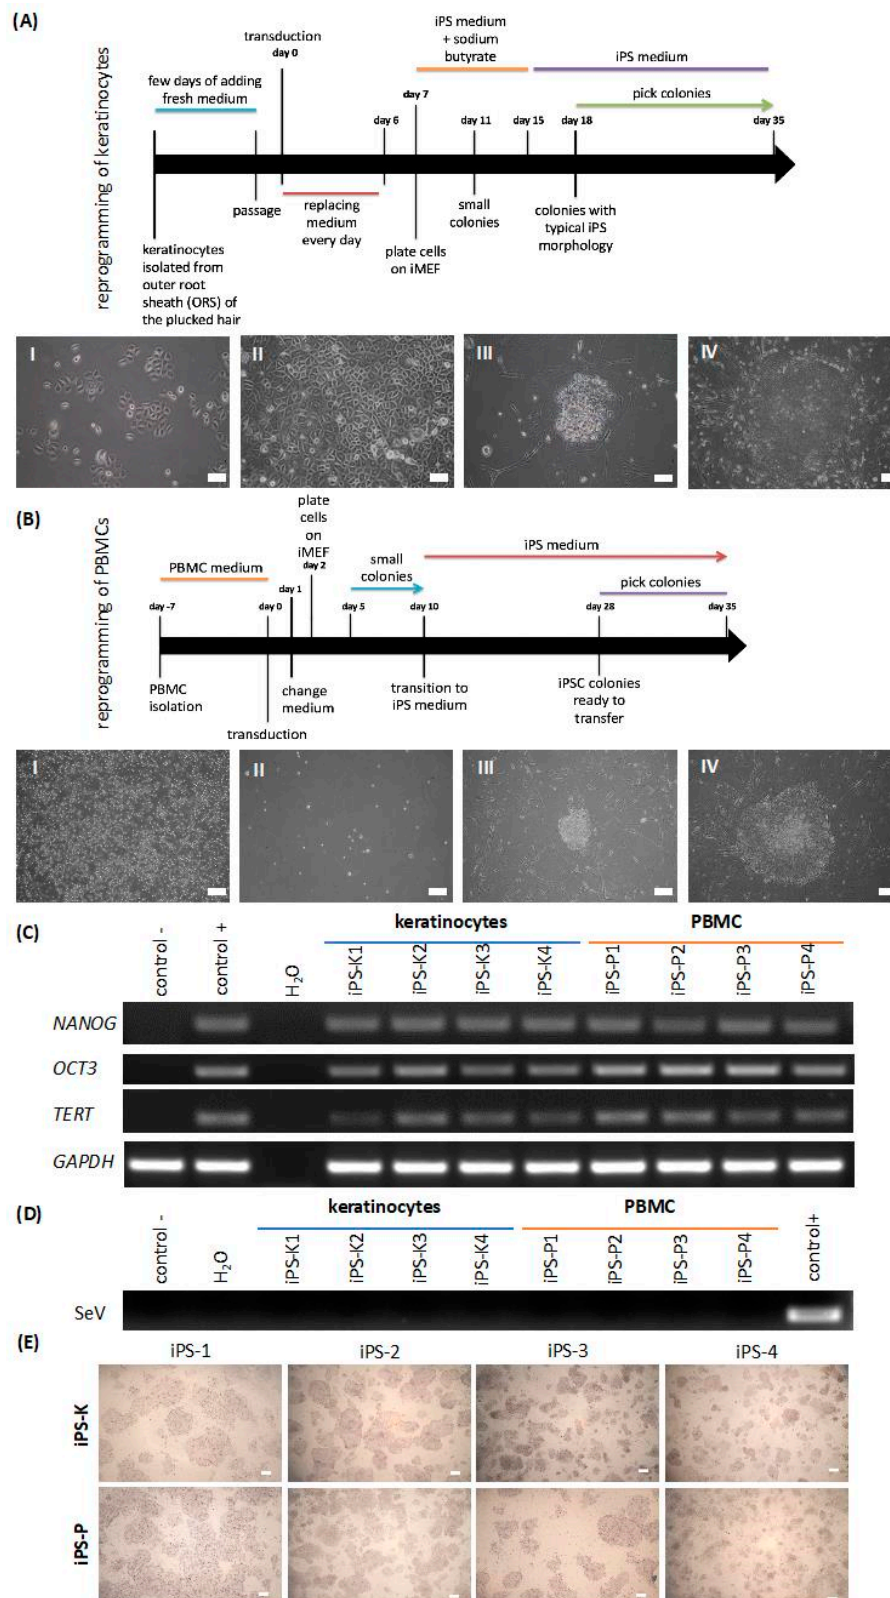 (A)
reprogramming of keratinocytes
transduction
day 0
iPS medium
+ sodium
butyrate
iPS medium
few days of adding
fresh medium
day 7
pick colonies
day 6
day 11
day 15
day 18
day 35
passage
replacing
medium
every day
small
colonies
colonies with
typical iPS
morphology
plate cells
on iMEF
keratinocytes
isolated from
outer root
sheath (ORS) of
the plucked hair
I
II
III
IV
(B)
reprogramming of PBMCs
plate
cells
on
iMEF
day 2
PBMC medium
small
colonies
iPS medium
pick colonies
day -7
day 0
day 1
day 5
day 10
day 28
day 35
PBMC
isolation
change
medium
transition to
iPS medium
iPSC colonies
ready to
transfer
transduction
I
II
III
IV
(C)
keratinocytes
PBMC
control -
control +
H₂O
iPS-K1
iPS-K2
iPS-K3
iPS-K4
iPS-P1
iPS-P2
iPS-P3
iPS-P4
NANOG
OCT3
TERT
GAPDH
(D)
keratinocytes
PBMC
control -
H₂O
iPS-K1
iPS-K2
iPS-K3
iPS-K4
iPS-P1
iPS-P2
iPS-P3
iPS-P4
control+
SeV
(E)
iPS-1
iPS-2
iPS-3
iPS-4
iPS-K
iPS-P